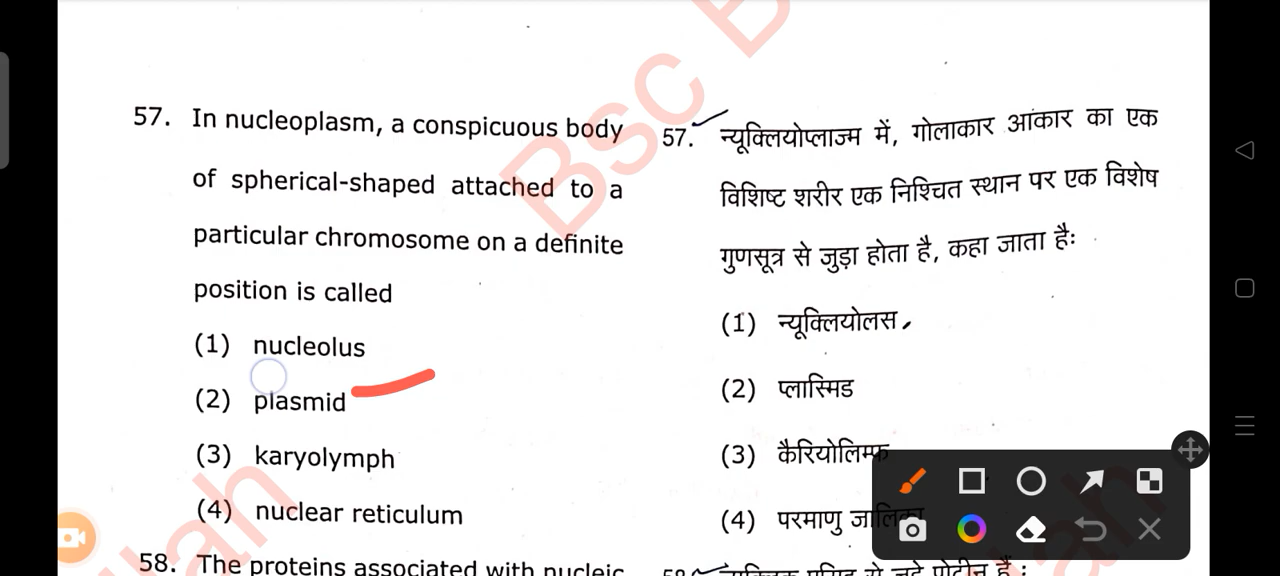 57. In nucleoplasm, a conspicuous body
of spherical-shaped attached to a
particular chromosome on a definite
position is called
(1) nucleolus
(2) plasmid
(3) karyolymph
(4) nuclear reticulum
58. The proteins associated with nucleic
57. न्यूक्लियोप्लाज्म में, गोलाकार आकार का एक
विशिष्ट शरीर एक निश्चित स्थान पर एक विशेष
गुणसूत्र से जुड़ा होता है, कहा जाता हैः
(1) न्यूक्लियोलस
(2) प्लास्मिड
(3) कैरियोलिम्फ
(4) परमाणु जालिका
से जुड़े प्रोटीन हैं :
Bsc B
ah